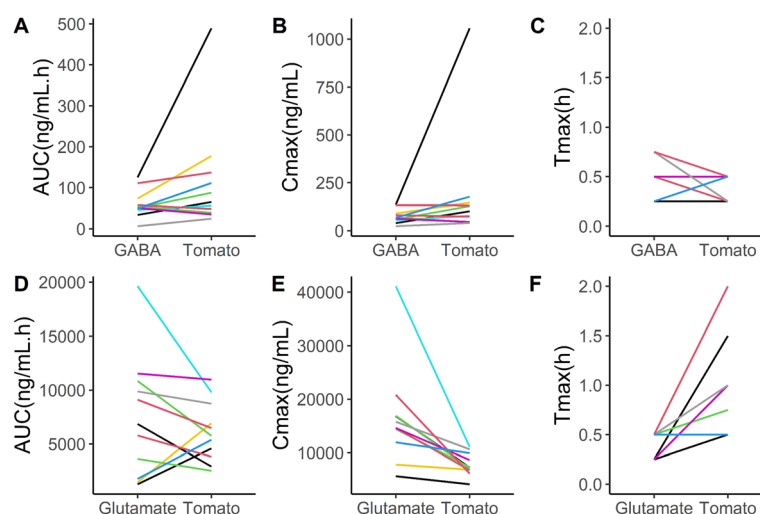 A
AUC(ng/mL.h)
500
400
300
200
100
0
GABA Tomato
B
Cmax(ng/mL)
1000
750
500
250
0
GABA Tomato
C
Tmax(h)
2.0
1.5
1.0
0.5
0.0
GABA Tomato
D
AUC(ng/mL.h)
20000
15000
10000
5000
Glutamate Tomato
E
Cmax(ng/mL)
40000
30000
20000
10000
Glutamate Tomato
F
Tmax(h)
2.0
1.5
1.0
0.5
0.0
Glutamate Tomato